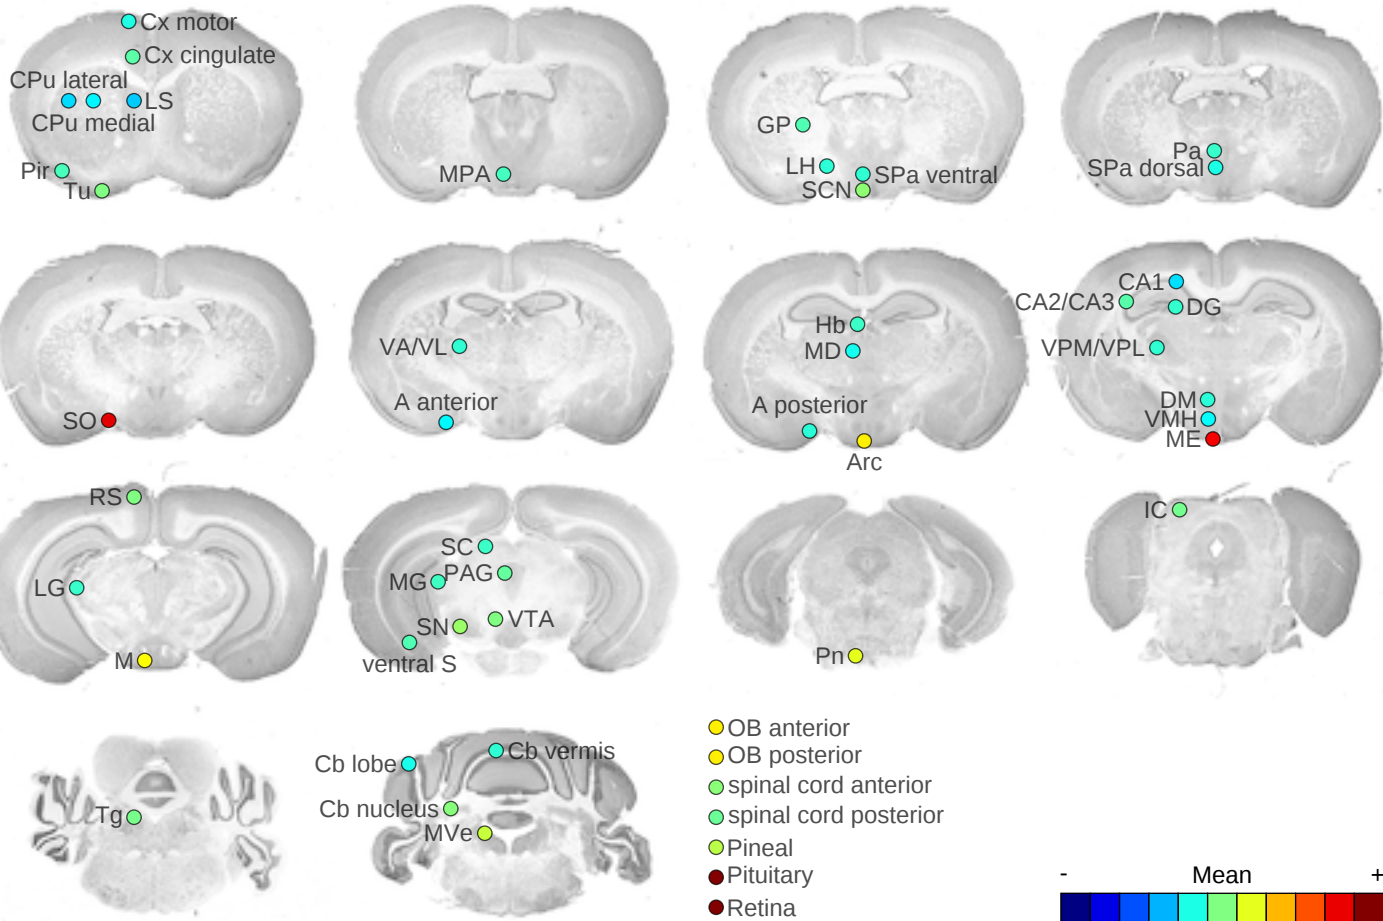 Cx motor
Cx cingulate
CPu lateral
LS
CPu medial
Pir
Tu
MPA
GP
LH
SPa ventral
SCN
Pa
SPa dorsal
SO
VA/VL
A anterior
Hb
MD
A posterior
Arc
CA1
CA2/CA3
DG
VPM/VPL
DM
VMH
ME
RS
LG
M
SC
PAG
MG
SN
VTA
ventral S
Pn
IC
Tg
Cb lobe
Cb vermis
Cb nucleus
MVe
OB anterior
OB posterior
spinal cord anterior
spinal cord posterior
Pineal
Pituitary
Retina
- Mean +